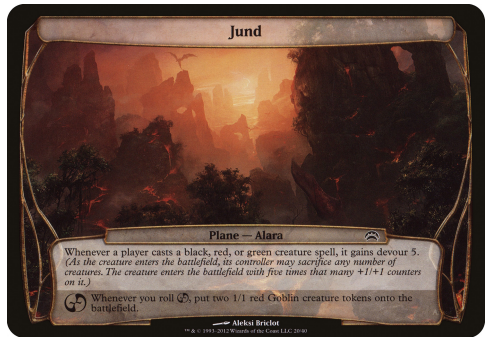 Jund
Plane — Alara
Whenever a player casts a black, red, or green creature spell, it gains devour 5.
(As the creature enters the battlefield, its controller may sacrifice any number of
creatures. The creature enters the battlefield with five times that many +1/+1 counters
on it.)
Whenever you roll , put two 1/1 red Goblin creature tokens onto the
battlefield.
Aleksi Briclot
™ & © 1993–2012 Wizards of the Coast LLC 20/40